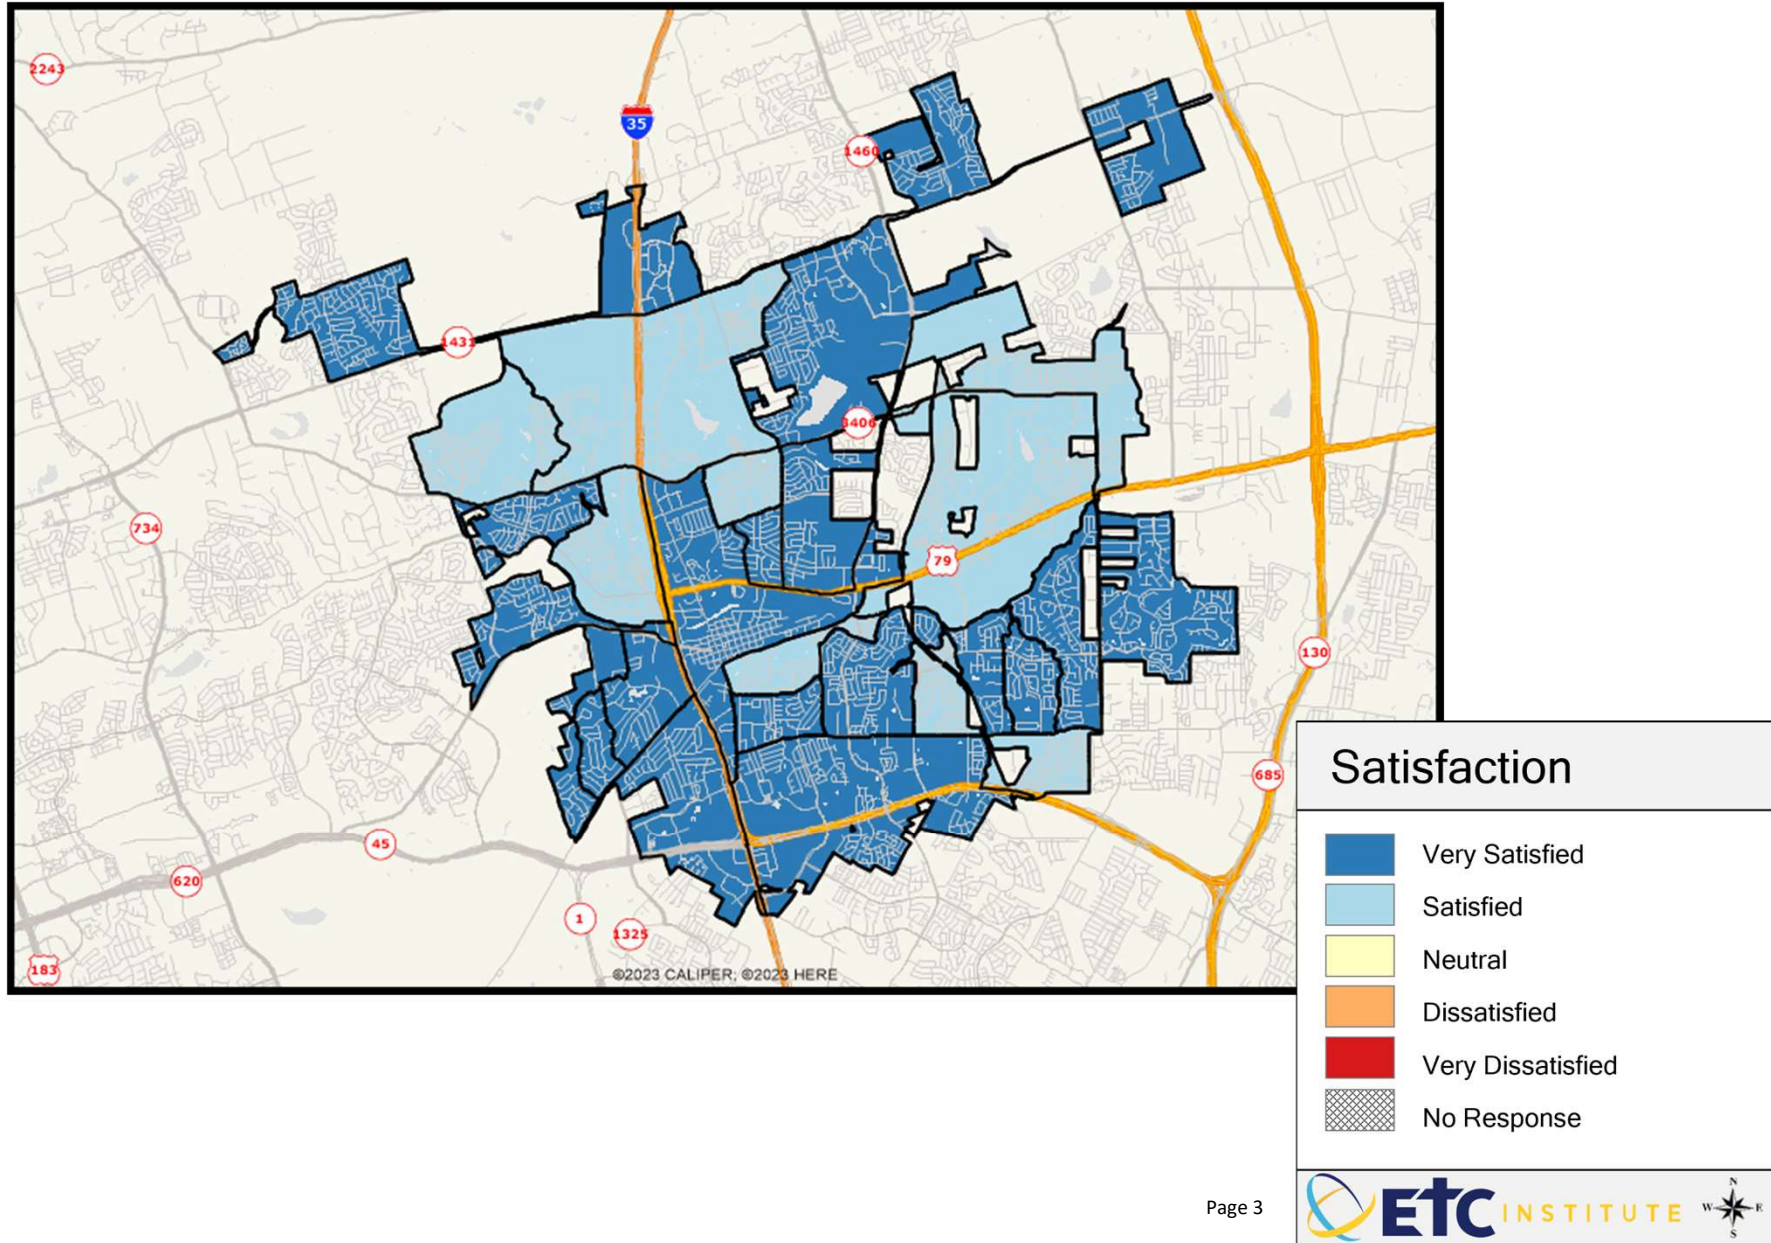 2243
35
1460
1431
3406
734
79
130
685
45
620
1
1325
183
©2023 CALIPER; ©2023 HERE
Satisfaction
Very Satisfied
Satisfied
Neutral
Dissatisfied
Very Dissatisfied
No Response
Page 3
ETC INSTITUTE
N
W E
S